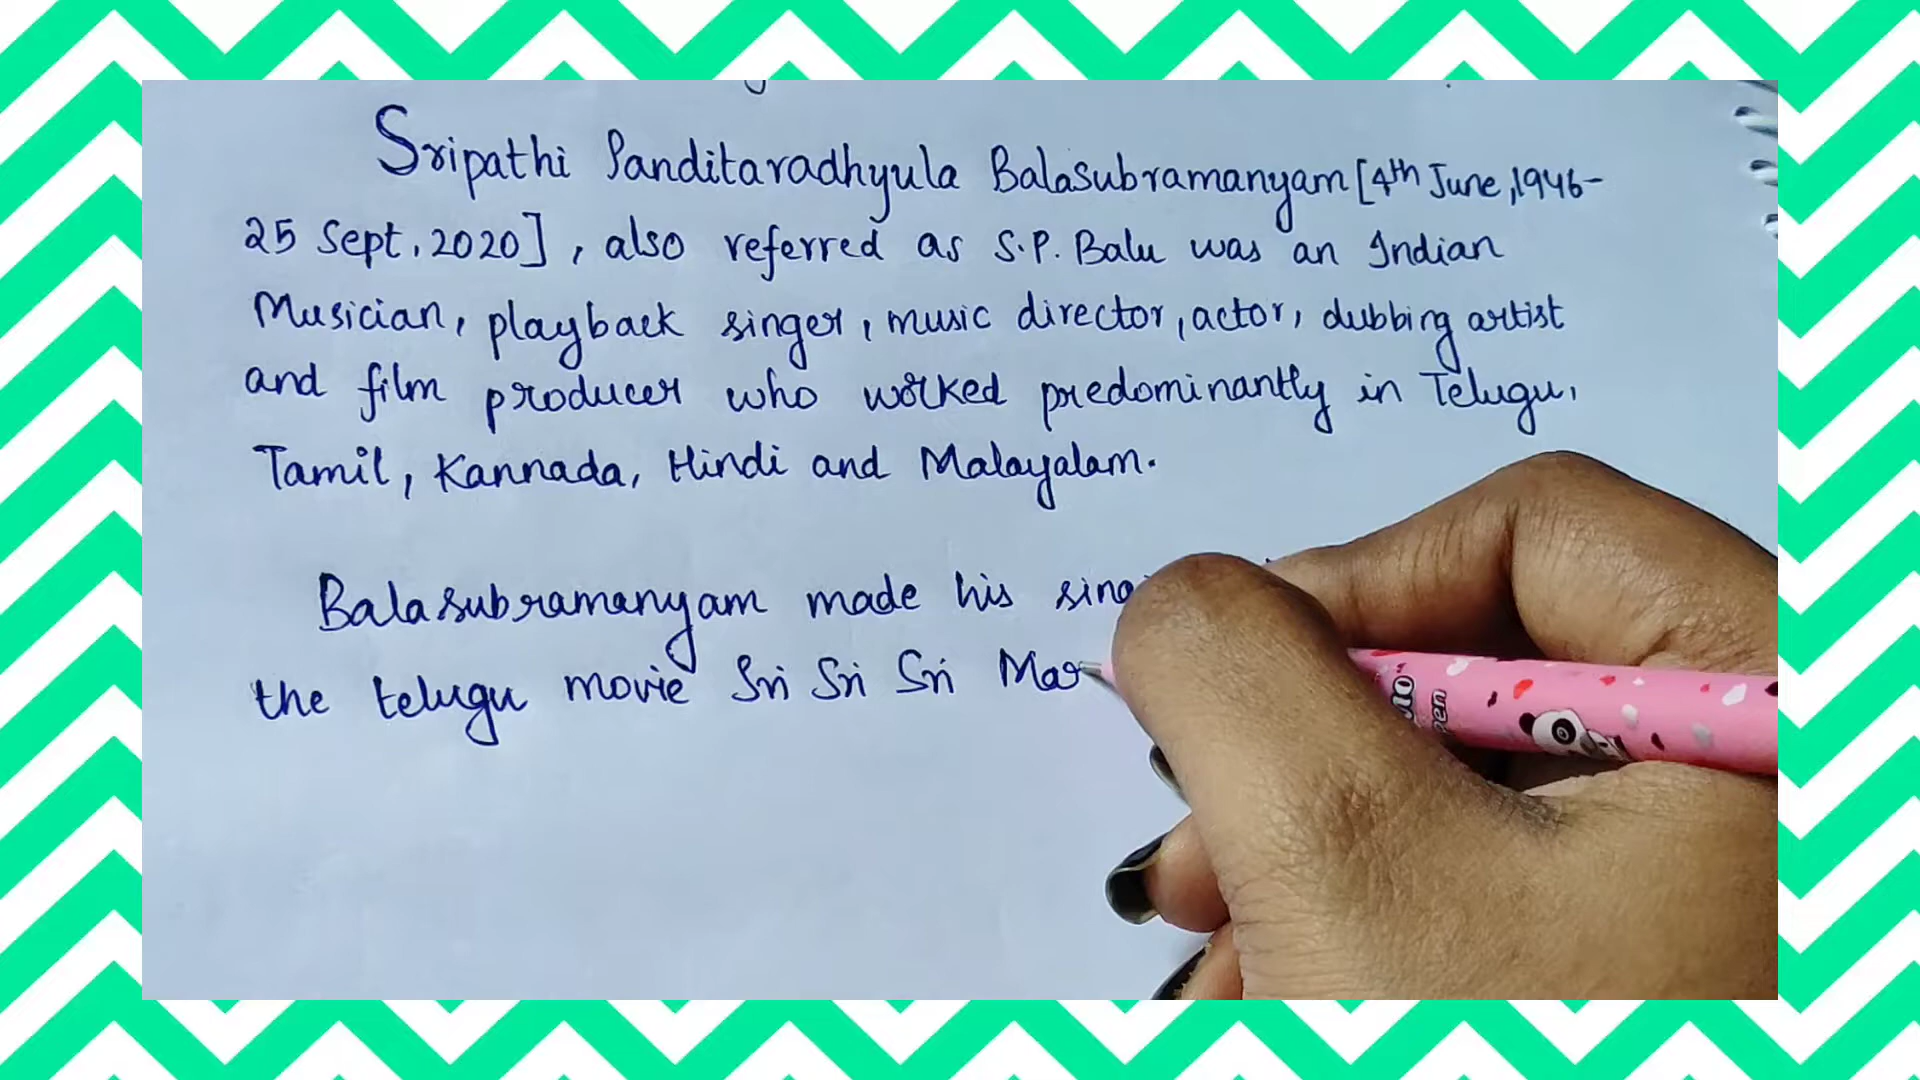 Sripathi Panditaradhyula Balasubramanyam [4th June, 1946-
25 Sept, 2020], also referred as S.P. Balu was an Indian
Musician, playback singer, music director, actor, dubbing artist
and film producer who worked predominantly in Telugu,
Tamil, Kannada, Hindi and Malayalam.
Balasubramanyam made his
the telugu movie Sri Sri Sri